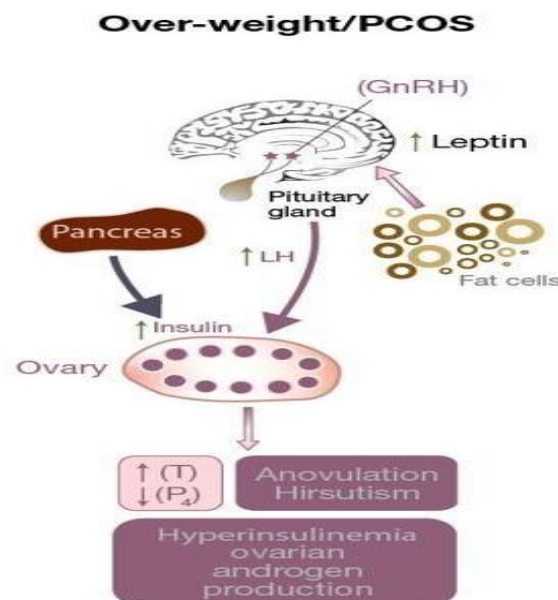 Over-weight/PCOS
(GnRH)
↑ Leptin
Pituitary
gland
Pancreas
↑ LH
Fat cells
↑ Insulin
Ovary
↑ (T)
↓ (P₄)
Anovulation
Hirsutism
Hyperinsulinemia
ovarian
androgen
production